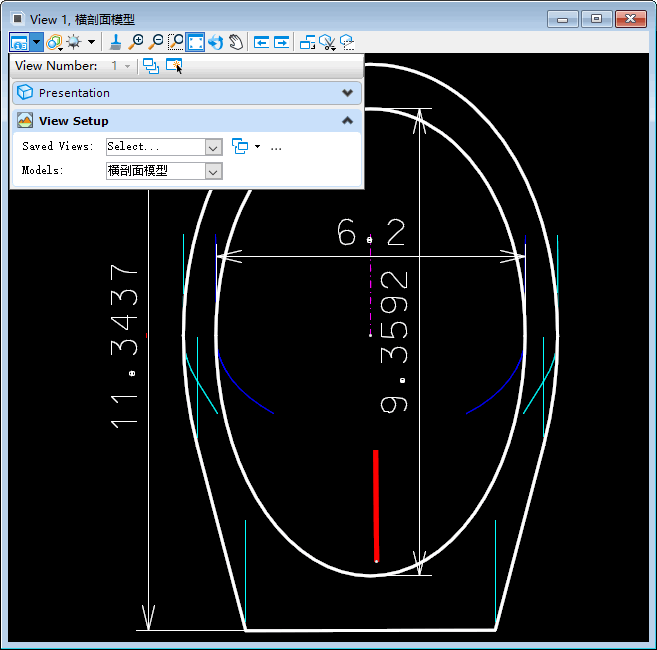 View 1, 横剖面模型
View Number: 1
Presentation
View Setup
Saved Views: Select... ...
Models: 横剖面模型
6.2
9.3592
11.3437